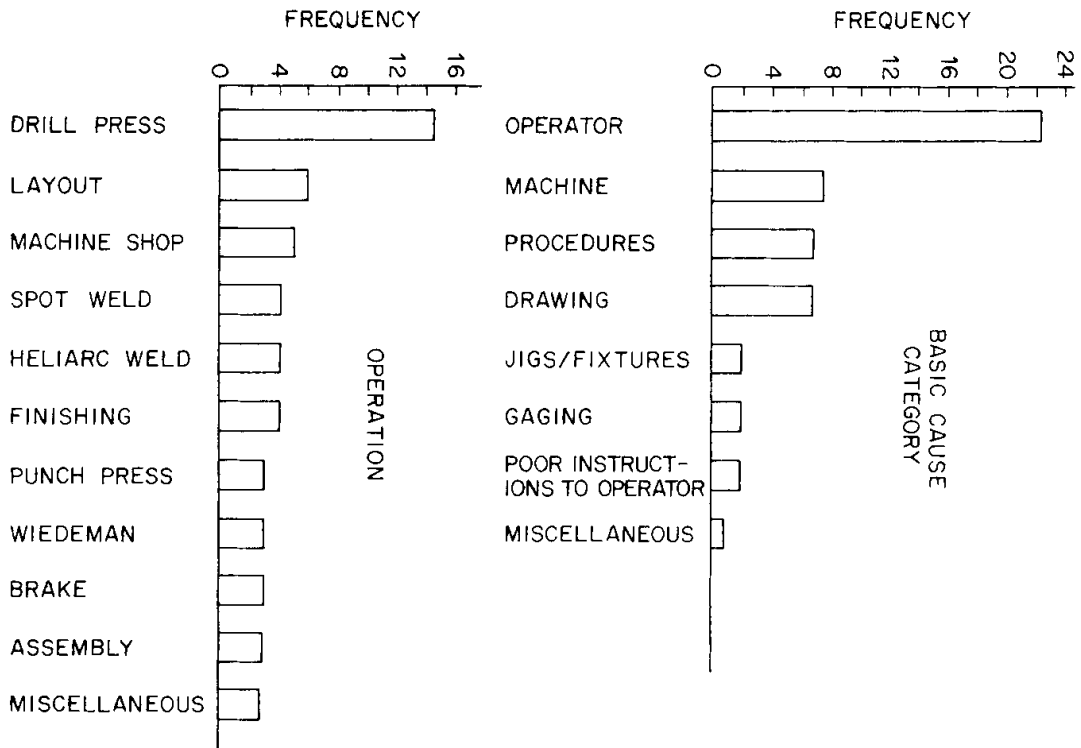 FREQUENCY
0 4 8 12 16
DRILL PRESS
LAYOUT
MACHINE SHOP
SPOT WELD
HELIARC WELD
FINISHING
PUNCH PRESS
WIEDEMAN
BRAKE
ASSEMBLY
MISCELLANEOUS
OPERATION
FREQUENCY
0 4 8 12 16 20 24
OPERATOR
MACHINE
PROCEDURES
DRAWING
JIGS/FIXTURES
GAGING
POOR INSTRUCT-
IONS TO OPERATOR
MISCELLANEOUS
BASIC CAUSE
CATEGORY